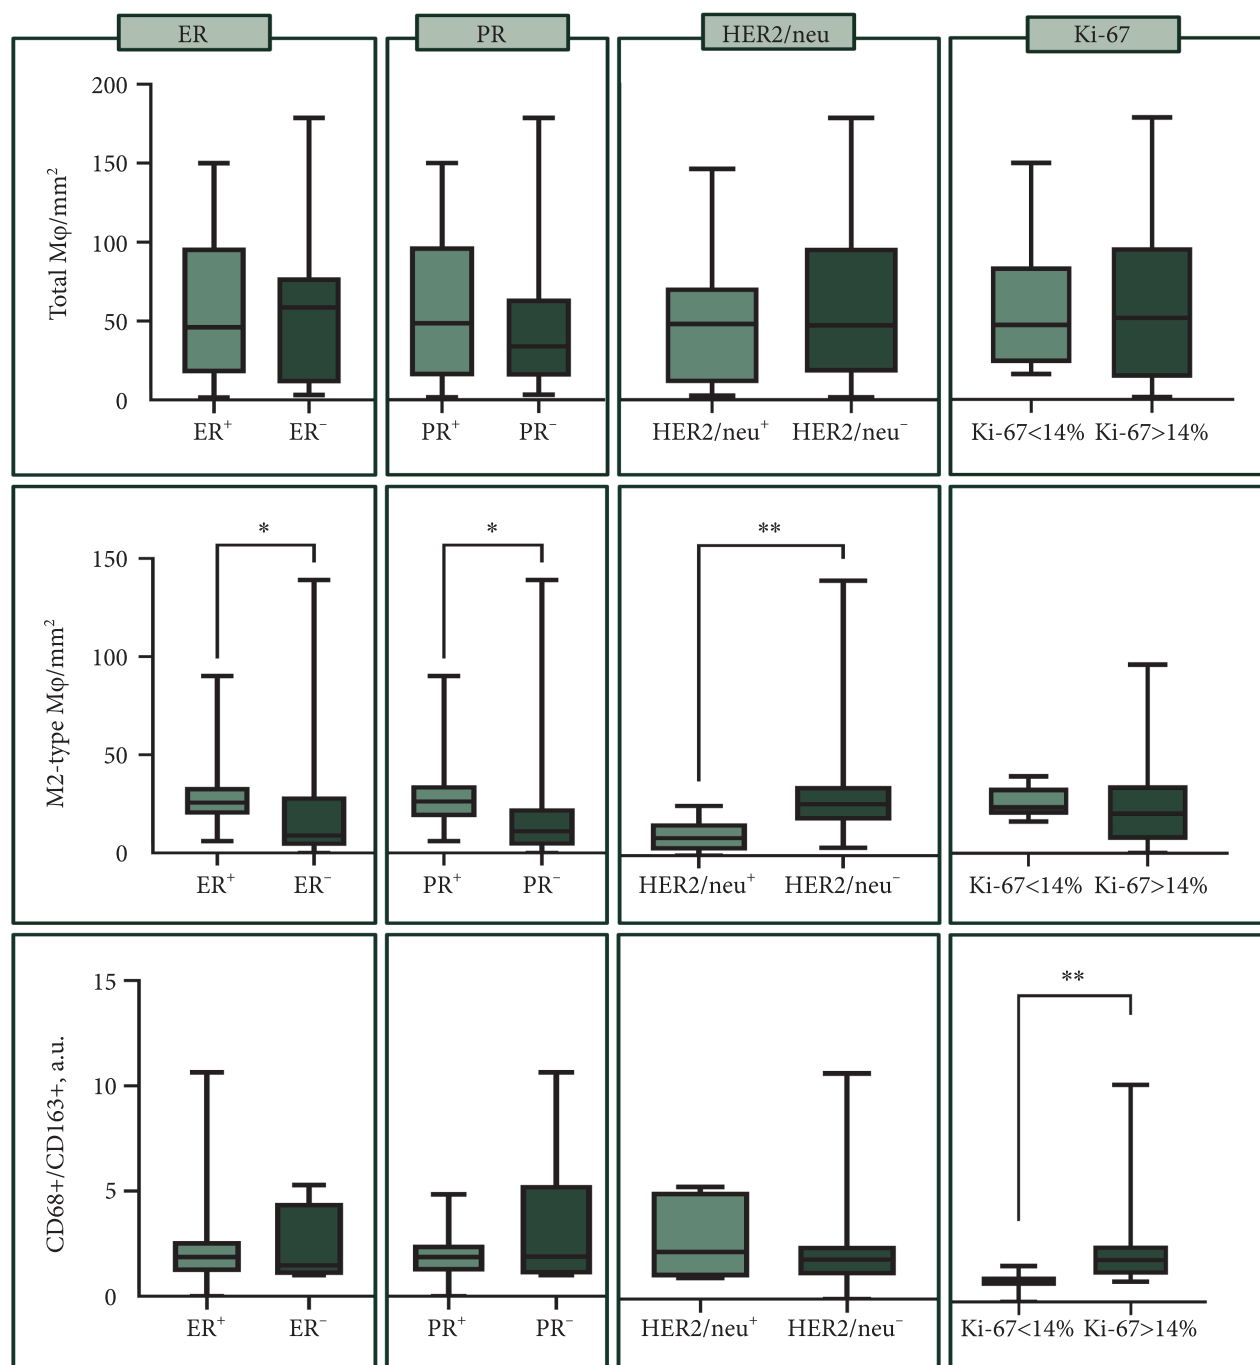 ER
PR
HER2/neu
Ki-67
Total Mφ/mm²
200
150
100
50
0
ER⁺
ER⁻
PR⁺
PR⁻
HER2/neu⁺
HER2/neu⁻
Ki-67<14%
Ki-67>14%
M2-type Mφ/mm²
150
100
50
0
*
*
**
ER⁺
ER⁻
PR⁺
PR⁻
HER2/neu⁺
HER2/neu⁻
Ki-67<14%
Ki-67>14%
CD68+/CD163+, a.u.
15
10
5
0
**
ER⁺
ER⁻
PR⁺
PR⁻
HER2/neu⁺
HER2/neu⁻
Ki-67<14%
Ki-67>14%